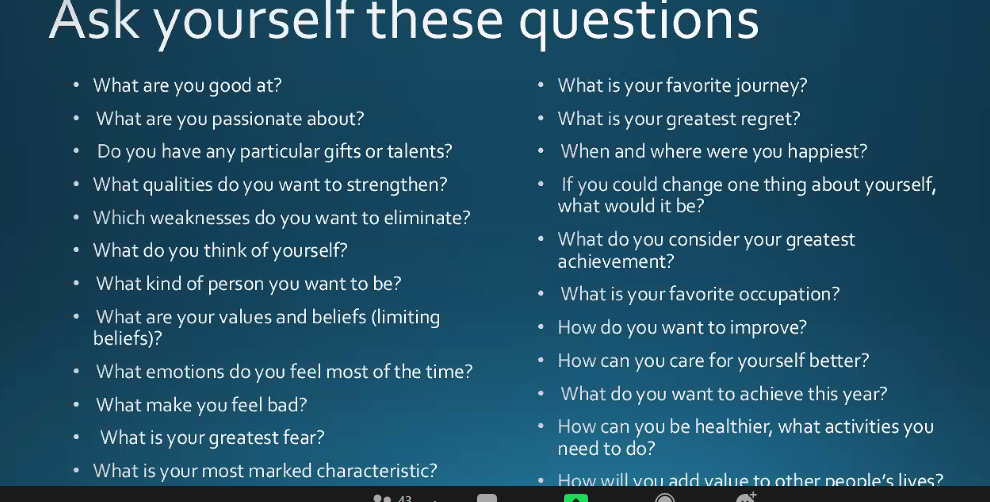 Ask yourself these questions
• What are you good at?
• What are you passionate about?
• Do you have any particular gifts or talents?
• What qualities do you want to strengthen?
• Which weaknesses do you want to eliminate?
• What do you think of yourself?
• What kind of person you want to be?
• What are your values and beliefs (limiting
beliefs)?
• What emotions do you feel most of the time?
• What make you feel bad?
• What is your greatest fear?
• What is your most marked characteristic?
• What is your favorite journey?
• What is your greatest regret?
• When and where were you happiest?
• If you could change one thing about yourself,
what would it be?
• What do you consider your greatest
achievement?
• What is your favorite occupation?
• How do you want to improve?
• How can you care for yourself better?
• What do you want to achieve this year?
• How can you be healthier, what activities you
need to do?
• How will you add value to other people's lives?
43